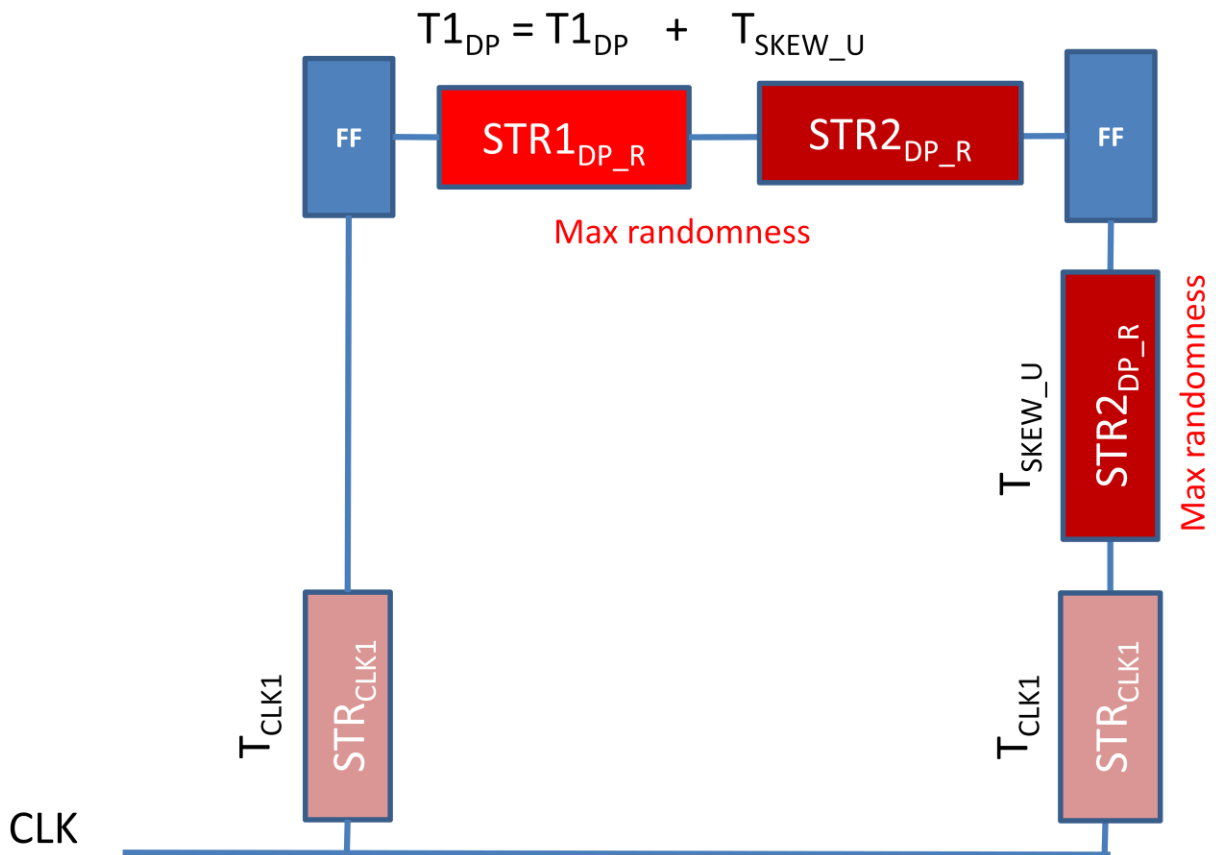 T1DP = T1DP + TSKEW_U
FF
STR1DP_R
STR2DP_R
FF
Max randomness
TSKEW_U
STR2DP_R
Max randomness
TCLK1
STRCLK1
TCLK1
STRCLK1
CLK